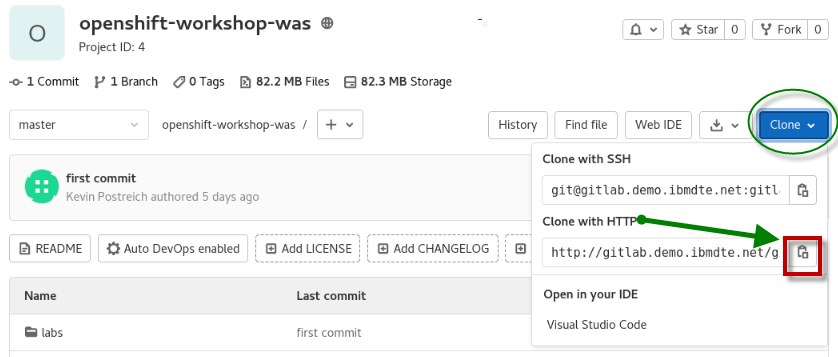 O
openshift-workshop-was
Project ID: 4
Star 0
Fork 0
1 Commit 1 Branch 0 Tags 82.2 MB Files 82.3 MB Storage
master
openshift-workshop-was /
History
Find file
Web IDE
Clone
first commit
Kevin Postreich authored 5 days ago
Clone with SSH
git@gitlab.demo.ibmdte.net:gitl
Clone with HTTP
http://gitlab.demo.ibmdte.net/g
Open in your IDE
Visual Studio Code
README
Auto DevOps enabled
Add LICENSE
Add CHANGELOG
Name Last commit
labs first commit